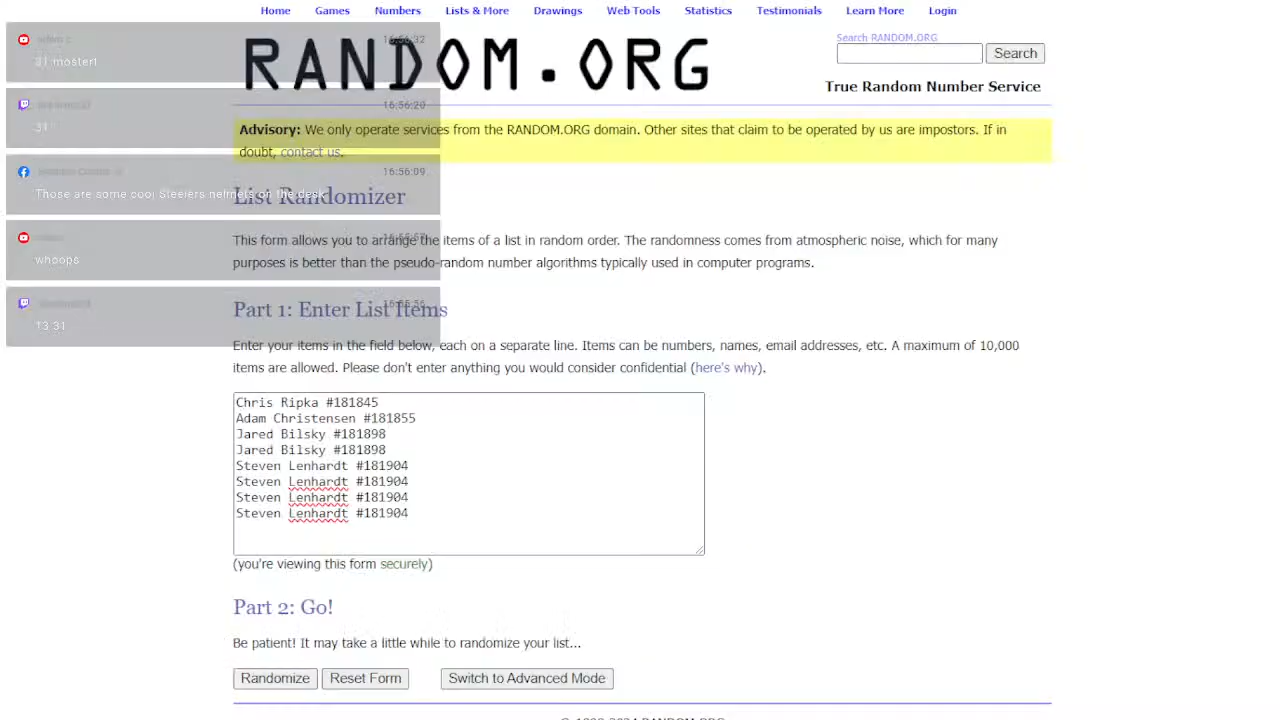 Home Games Numbers Lists & More Drawings Web Tools Statistics Testimonials Learn More Login
RANDOM.ORG
Search RANDOM.ORG
Search
True Random Number Service
16:56:32
31 moster!
16:56:20
31
16:56:09
Those are some cool Steelers helmets on the desk
whoops
13 31
Advisory: We only operate services from the RANDOM.ORG domain. Other sites that claim to be operated by us are impostors. If in
doubt, contact us.
List Randomizer
This form allows you to arrange the items of a list in random order. The randomness comes from atmospheric noise, which for many
purposes is better than the pseudo-random number algorithms typically used in computer programs.
Part 1: Enter List Items
Enter your items in the field below, each on a separate line. Items can be numbers, names, email addresses, etc. A maximum of 10,000
items are allowed. Please don't enter anything you would consider confidential (here's why).
Chris Ripka #181845
Adam Christensen #181855
Jared Bilsky #181898
Jared Bilsky #181898
Steven Lenhardt #181904
Steven Lenhardt #181904
Steven Lenhardt #181904
Steven Lenhardt #181904
(you're viewing this form securely)
Part 2: Go!
Be patient! It may take a little while to randomize your list...
Randomize Reset Form Switch to Advanced Mode